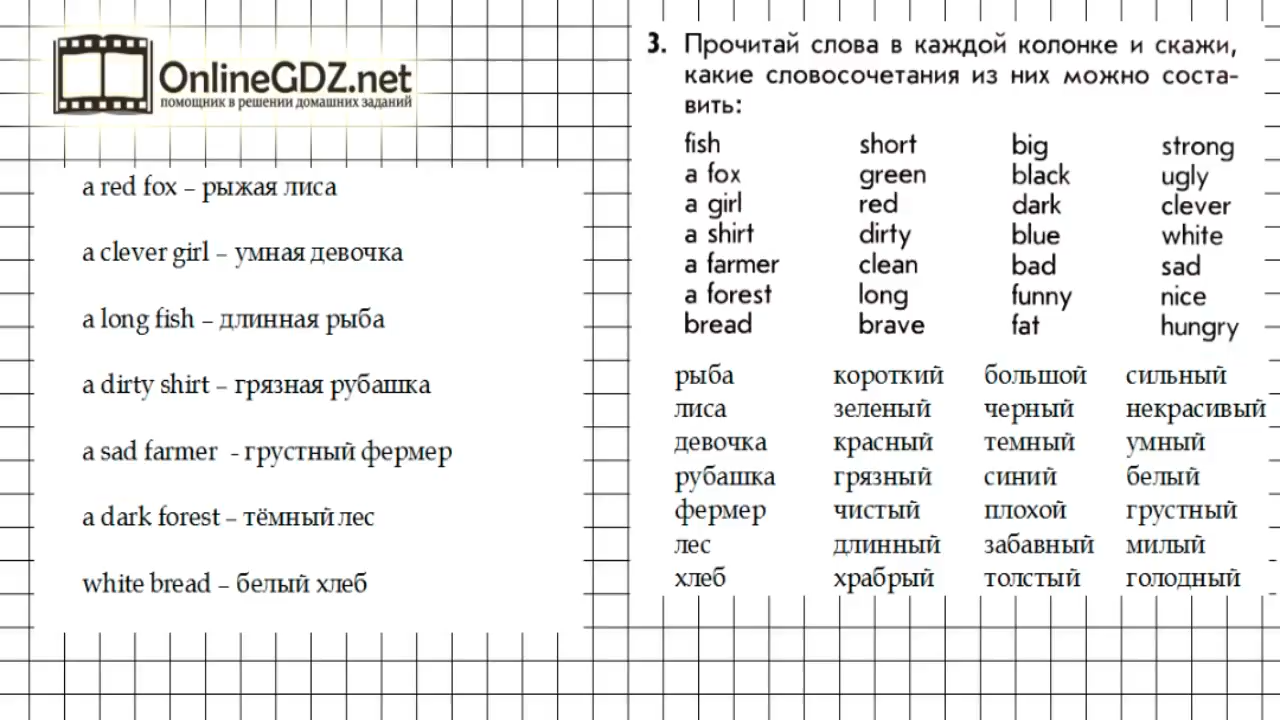 OnlineGDZ.net
помощник в решении домашних заданий
a red fox – рыжая лиса
a clever girl – умная девочка
a long fish – длинная рыба
a dirty shirt – грязная рубашка
a sad farmer - грустный фермер
a dark forest – тёмный лес
white bread – белый хлеб
3. Прочитай слова в каждой колонке и скажи,
какие словосочетания из них можно соста-
вить:
fish short big strong
a fox green black ugly
a girl red dark clever
a shirt dirty blue white
a farmer clean bad sad
a forest long funny nice
bread brave fat hungry
рыба короткий большой сильный
лиса зеленый черный некрасивый
девочка красный темный умный
рубашка грязный синий белый
фермер чистый плохой грустный
лес длинный забавный милый
хлеб храбрый толстый голодный